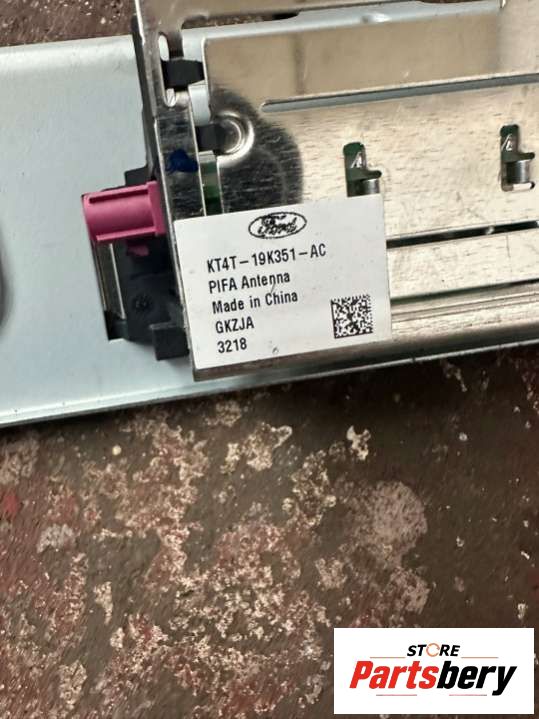 Ford
KT4T-19K351-AC
PIFA Antenna
Made in China
GKZJA
3218
STORE
Partsbery